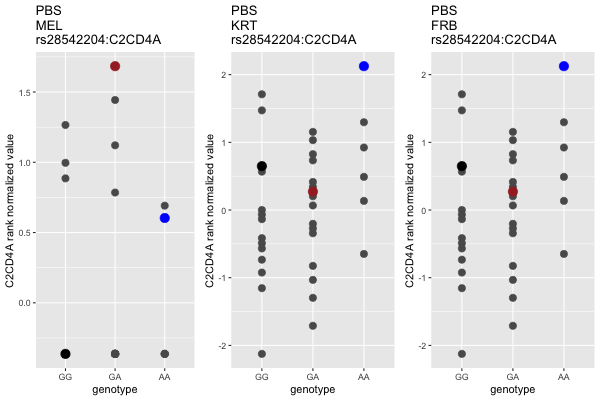 PBS
MEL
rs28542204:C2CD4A
C2CD4A rank normalized value
1.5
1.0
0.5
0.0
GG GA AA
genotype
PBS
KRT
rs28542204:C2CD4A
C2CD4A rank normalized value
2
1
0
-1
-2
GG GA AA
genotype
PBS
FRB
rs28542204:C2CD4A
C2CD4A rank normalized value
2
1
0
-1
-2
GG GA AA
genotype